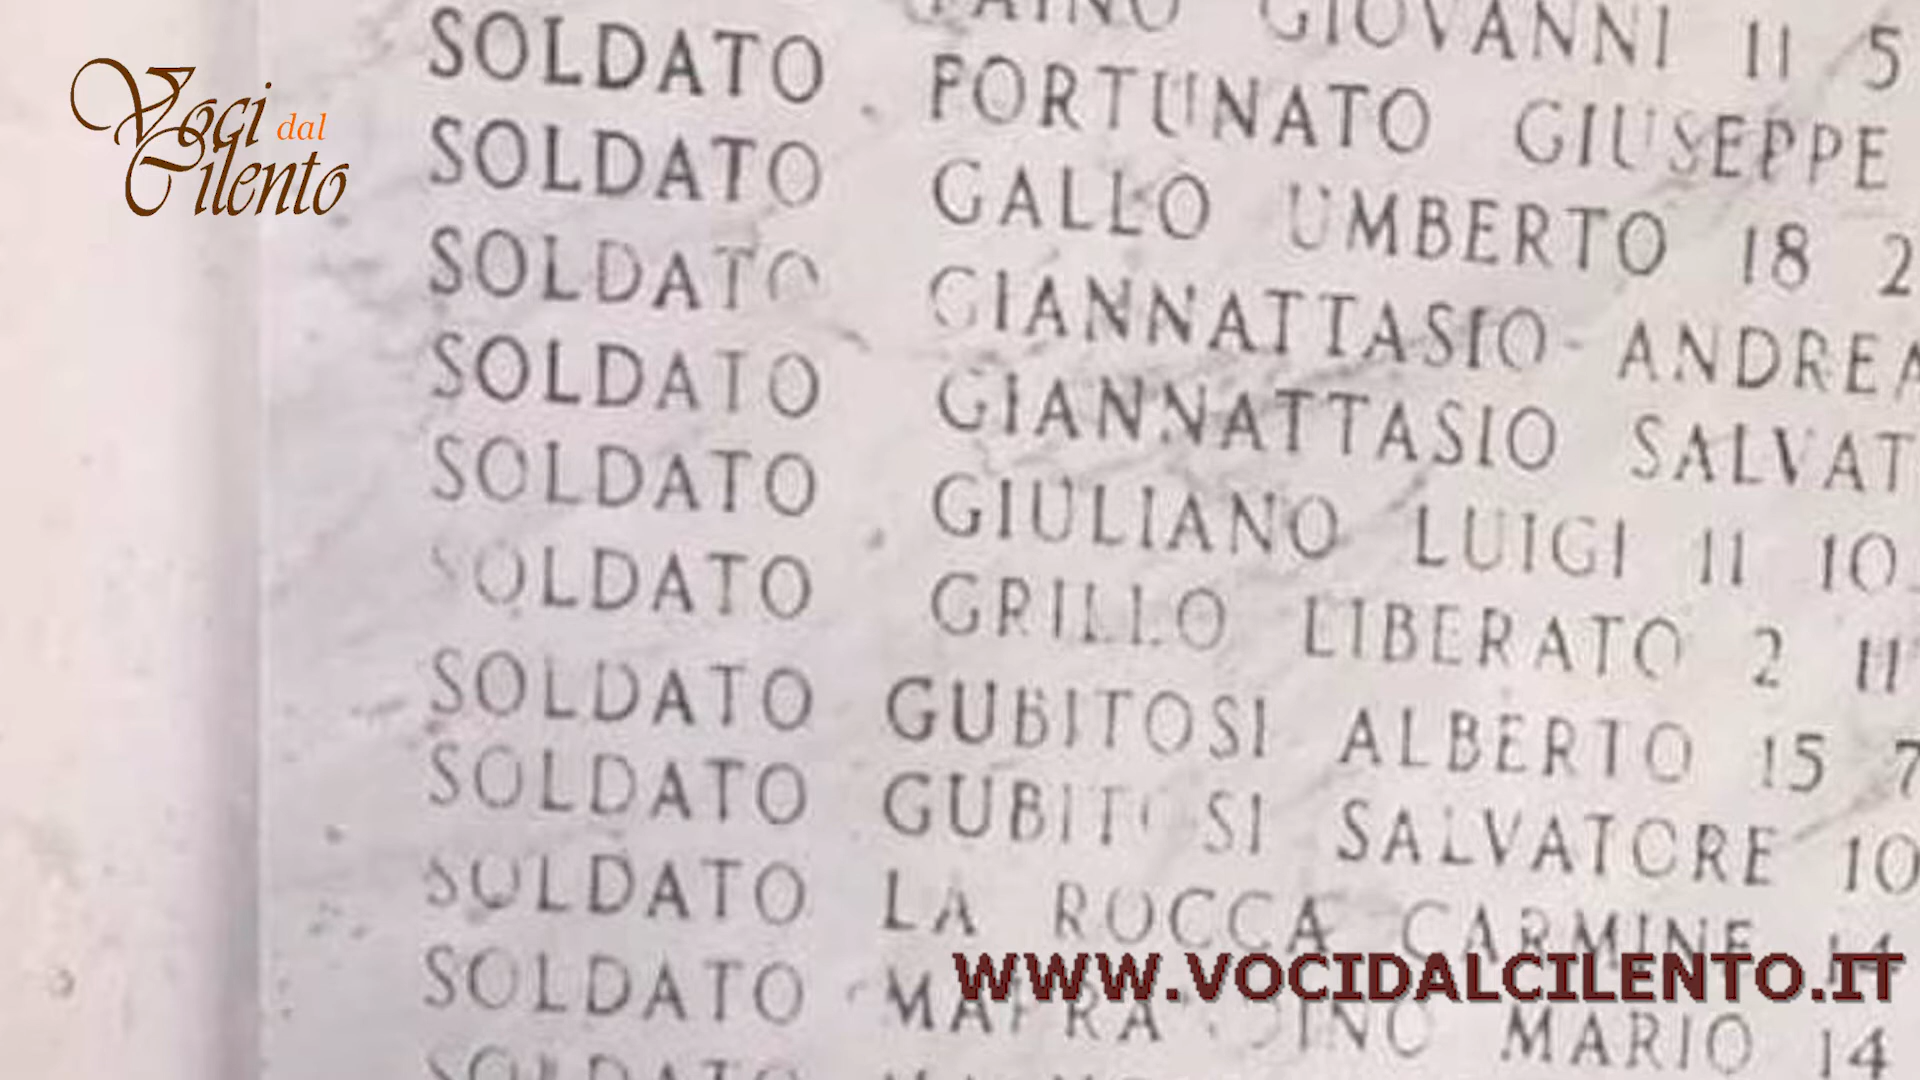 Voci dal
Cilento
GIOVANNI 11 5
SOLDATO FORTUNATO GIUSEPPE
SOLDATO GALLO UMBERTO 18 2
SOLDATO GIANNATTASIO ANDREA
SOLDATO GIANNATTASIO SALVAT
SOLDATO GIULIANO LUIGI 11 10
SOLDATO GRILLO LIBERATO 2 11
SOLDATO GUBITOSI ALBERTO 15 7
SOLDATO GUBITOSI SALVATORE 10
SOLDATO LA ROCCA CARMINE 14
SOLDATO MARIO 14
WWW.VOCIDALCILENTO.IT